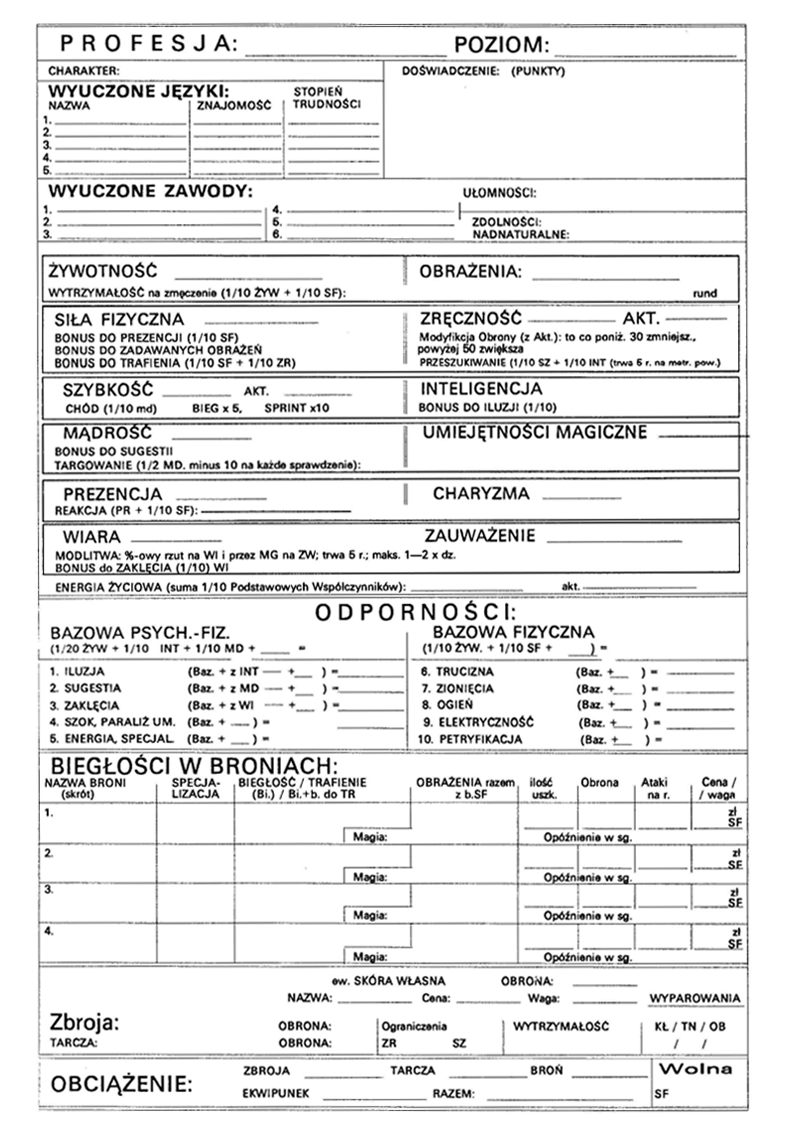 PROFESJA: POZIOM:
CHARAKTER: DOŚWIADCZENIE: (PUNKTY)
WYUCZONE JĘZYKI: STOPIEŃ
NAZWA ZNAJOMOŚĆ TRUDNOŚCI
1.
2.
3.
4.
5.
WYUCZONE ZAWODY: UŁOMNOŚCI:
1. 4.
2. 5. ZDOLNOŚCI:
3. 6. NADNATURALNE:
ŻYWOTNOŚĆ OBRAŻENIA:
WYTRZYMAŁOŚĆ na zmęczenie (1/10 ŻYW + 1/10 SF): rund
SIŁA FIZYCZNA ZRĘCZNOŚĆ AKT.
BONUS DO PREZENCJI (1/10 SF) Modyfikcja Obrony (z Akt.): to co poniż. 30 zmniejsz.,
BONUS DO ZADAWANYCH OBRAŻEŃ powyżej 50 zwiększa
BONUS DO TRAFIENIA (1/10 SF + 1/10 ZR) PRZESZUKIWANIE (1/10 SZ + 1/10 INT (trwa 5 r. na metr. pow.)
SZYBKOŚĆ AKT. INTELIGENCJA
CHÓD (1/10 md) BIEG x 5, SPRINT x10 BONUS DO ILUZJI (1/10)
MĄDROŚĆ UMIEJĘTNOŚCI MAGICZNE
BONUS DO SUGESTII
TARGOWANIE (1/2 MD. minus 10 na każde sprawdzenie):
PREZENCJA CHARYZMA
REAKCJA (PR + 1/10 SF):
WIARA ZAUWAŻENIE
MODLITWA: %-owy rzut na WI i przez MG na ZW; trwa 5 r.; maks. 1—2 x dz.
BONUS do ZAKLĘCIA (1/10) WI
ENERGIA ŻYCIOWA (suma 1/10 Podstawowych Współczynników): akt.
ODPORNOŚCI:
BAZOWA PSYCH.-FIZ. BAZOWA FIZYCZNA
(1/20 ŻYW + 1/10 INT + 1/10 MD + = (1/10 ŻYW. + 1/10 SF + ) =
1. ILUZJA (Baz. + z INT — + ) = 6. TRUCIZNA (Baz. + ) =
2. SUGESTIA (Baz. + z MD — + ) = 7. ZIONIĘCIA (Baz. + ) =
3. ZAKLĘCIA (Baz. + z WI — + ) = 8. OGIEŃ (Baz. + ) =
4. SZOK, PARALIŻ UM. (Baz. + ) = 9. ELEKTRYCZNOŚĆ (Baz. + ) =
5. ENERGIA, SPECJAL. (Baz. + ) = 10. PETRYFIKACJA (Baz. + ) =
BIEGŁOŚCI W BRONIACH:
NAZWA BRONI SPECJA- BIEGŁOŚĆ / TRAFIENIE OBRAŻENIA razem ilość Obrona Ataki Cena /
(skrót) LIZACJA (Bi.) / Bi.+b. do TR z b.SF uszk. na r. / waga
1. zł
SF
Magia: Opóźnienie w sg.
2. zł
SF
Magia: Opóźnienie w sg.
3. zł
SF
Magia: Opóźnienie w sg.
4. zł
SF
Magia: Opóźnienie w sg.
ew. SKÓRA WŁASNA OBRONA:
NAZWA: Cena: Waga: WYPAROWANIA
Zbroja: OBRONA: Ograniczenia WYTRZYMAŁOŚĆ KŁ / TN / OB
TARCZA: OBRONA: ZR SZ / /
OBCIĄŻENIE: ZBROJA TARCZA BROŃ Wolna
EKWIPUNEK RAZEM: SF